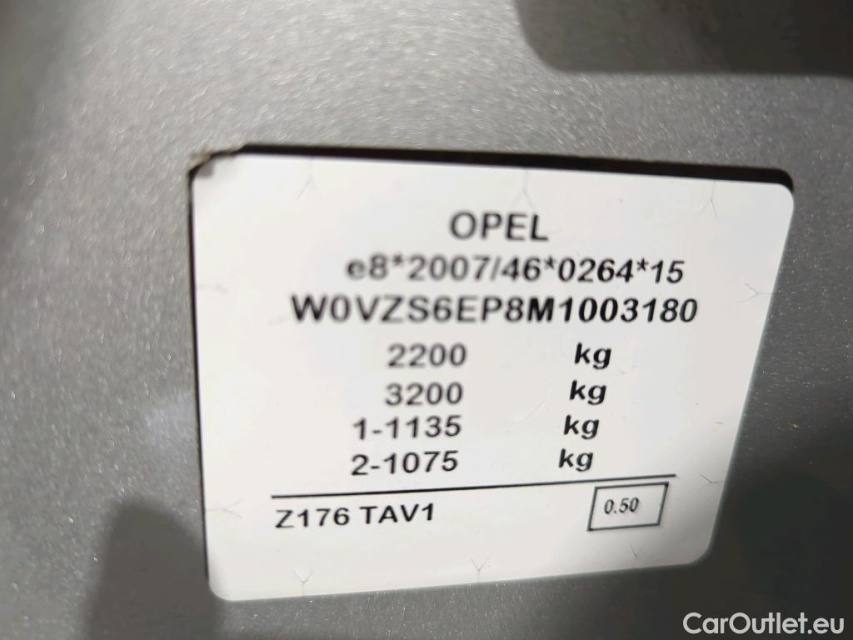 OPEL
e8*2007/46*0264*15
W0VZS6EP8M1003180
2200 kg
3200 kg
1-1135 kg
2-1075 kg
Z176 TAV1 0.50
CarOutlet.eu